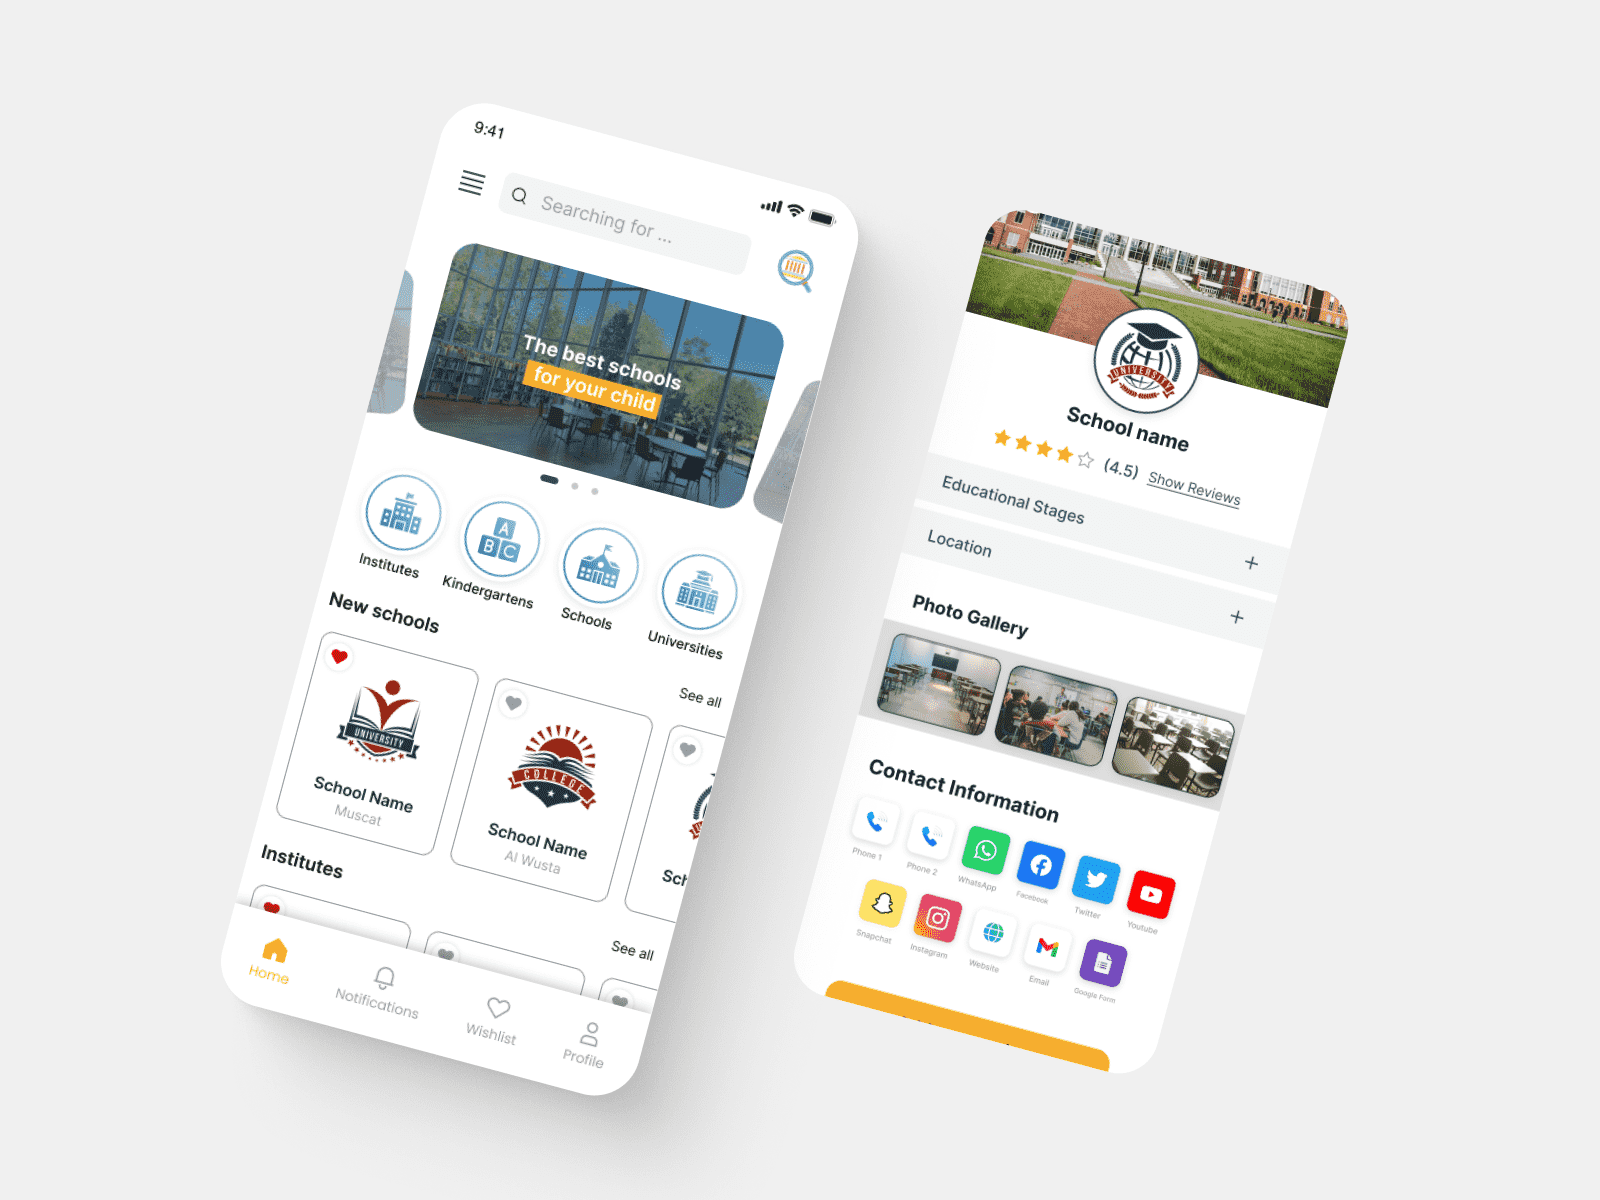 9:41
Searching for ...
The best schools
for your child
Institutes
Kindergartens
Schools
Universities
A
B C
New schools
See all
UNIVERSITY
School Name
Muscat
COLLEGE
School Name
Al Wusta
Sch
Institutes
See all
Home
Notifications
Wishlist
Profile
UNIVERSITY
School name
(4.5) Show Reviews
Educational Stages
+
Location
+
Photo Gallery
Contact Information
Phone 1
Phone 2
WhatsApp
Facebook
Twitter
Youtube
Snapchat
Instagram
Website
Email
Google Form